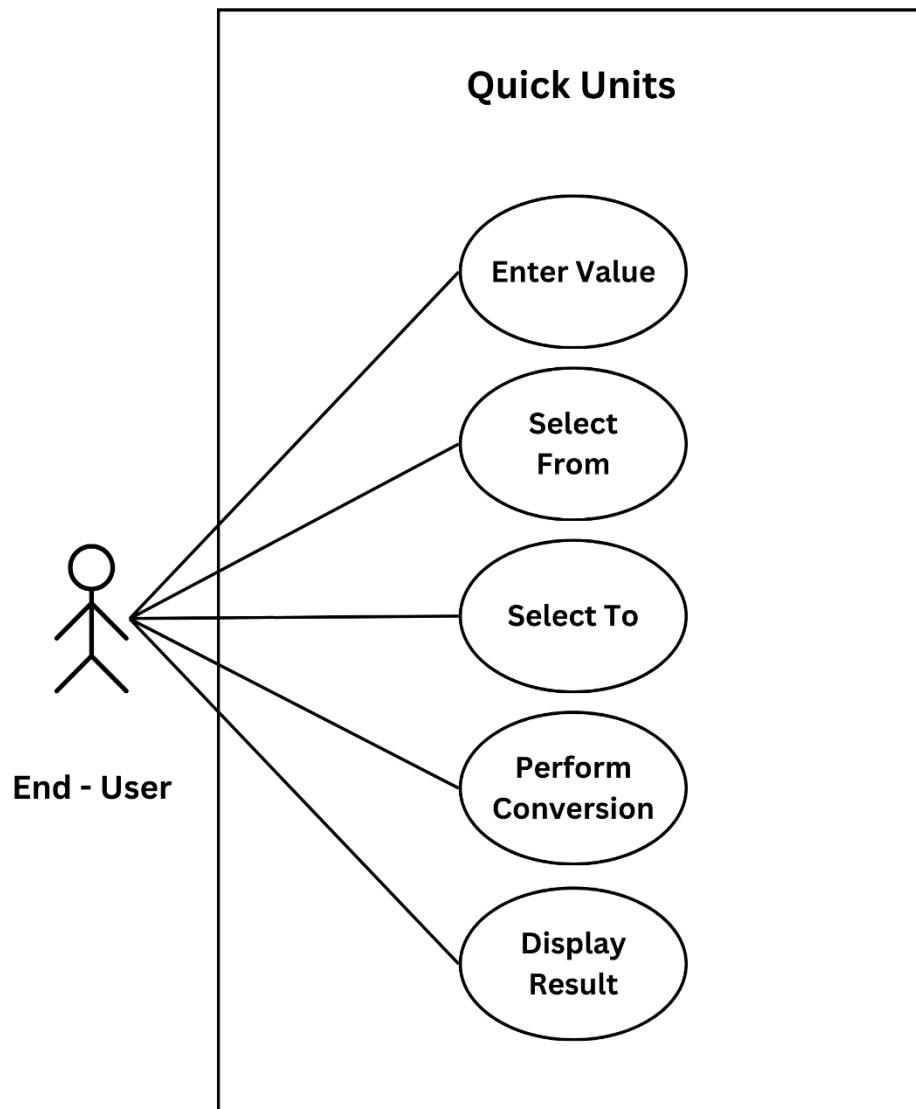 Quick Units
Enter Value
Select
From
Select To
Perform
Conversion
End - User
Display
Result